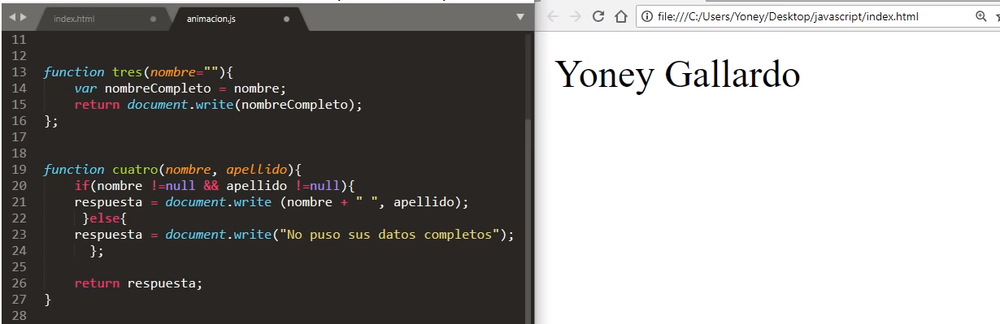 index.html
animacion.js
11
12
13 function tres(nombre=""){
14 var nombreCompleto = nombre;
15 return document.write(nombreCompleto);
16 };
17
18
19 function cuatro(nombre, apellido){
20 if(nombre !=null && apellido !=null){
21 respuesta = document.write (nombre + " ", apellido);
22 }else{
23 respuesta = document.write("No puso sus datos completos");
24 };
25
26 return respuesta;
27 }
28
file:///C:/Users/Yoney/Desktop/javascript/index.html
Yoney Gallardo